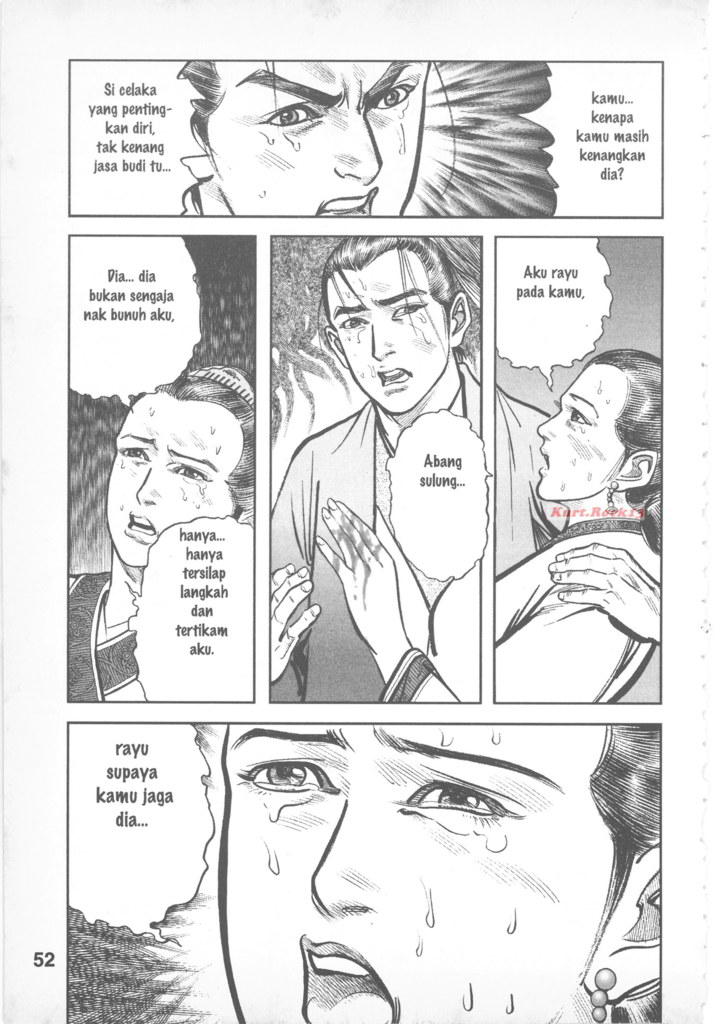 kamu...
kenapa
kamu masih
kenangkan
dia?
Si celaka
yang penting-
kan diri,
tak kenang
jasa budi tu...
Aku rayu
pada kamu,
Abang
sulung...
Dia... dia
bukan sengaja
nak bunuh aku,
hanya...
hanya
tersilap
langkah
dan
tertikam
aku.
rayu
supaya
kamu jaga
dia...
Kurt.Rock13
52